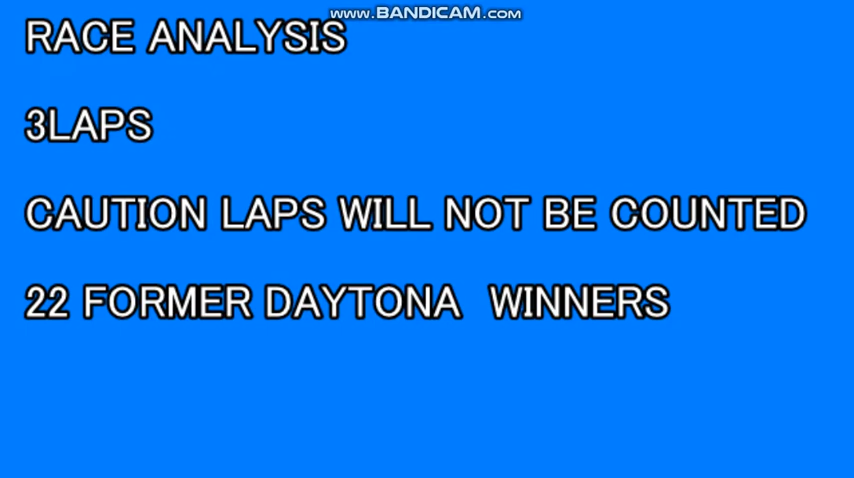 www.BANDICAM.com
RACE ANALYSIS
3LAPS
CAUTION LAPS WILL NOT BE COUNTED
22 FORMER DAYTONA  WINNERS